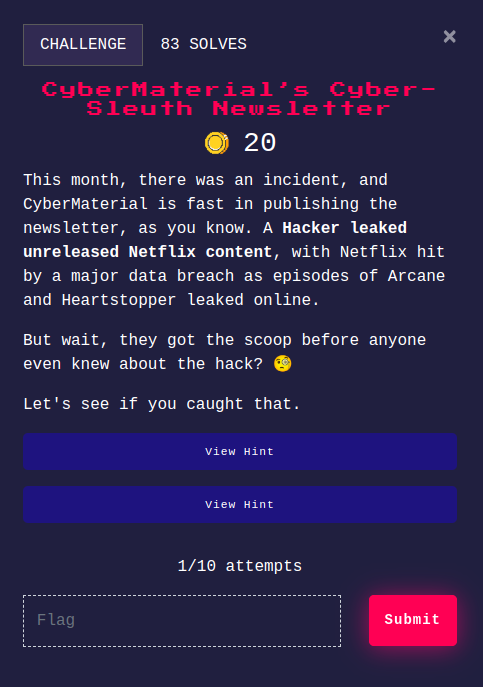 CHALLENGE 83 SOLVES ×
CyberMaterial's Cyber-
Sleuth Newsletter
20
This month, there was an incident, and
CyberMaterial is fast in publishing the
newsletter, as you know. A Hacker leaked
unreleased Netflix content, with Netflix hit
by a major data breach as episodes of Arcane
and Heartstopper leaked online.
But wait, they got the scoop before anyone
even knew about the hack? 🧐
Let's see if you caught that.
View Hint
View Hint
1/10 attempts
Flag Submit